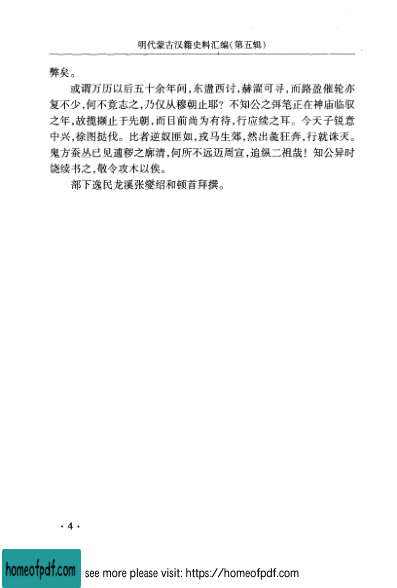 明代蒙古汉籍史料汇编(第五辑)
弊矣。
或谓万历以后五十余年间,东讋西讨,赫濯可寻,而路盈催轮亦
复不少,何不竟志之,乃仅从穆朝止耶?不知公之弭笔正在神庙临驭
之年,故揽撷止于先朝,而目前尚为有待,行应续之耳。今天子锐意
中兴,徐图挞伐。比者逆奴匪如,戎马生郊,然出彘狂奔,行就诛灭。
鬼方蚕丛已见逋秽之廓清,何所不远迈周宣,追纵二祖哉!知公异时
饶续书之,敬令攻木以俟。
部下逸民龙溪张燮绍和顿首拜撰。
·4·
homeofpdf.com
see more please visit: https://homeofpdf.com